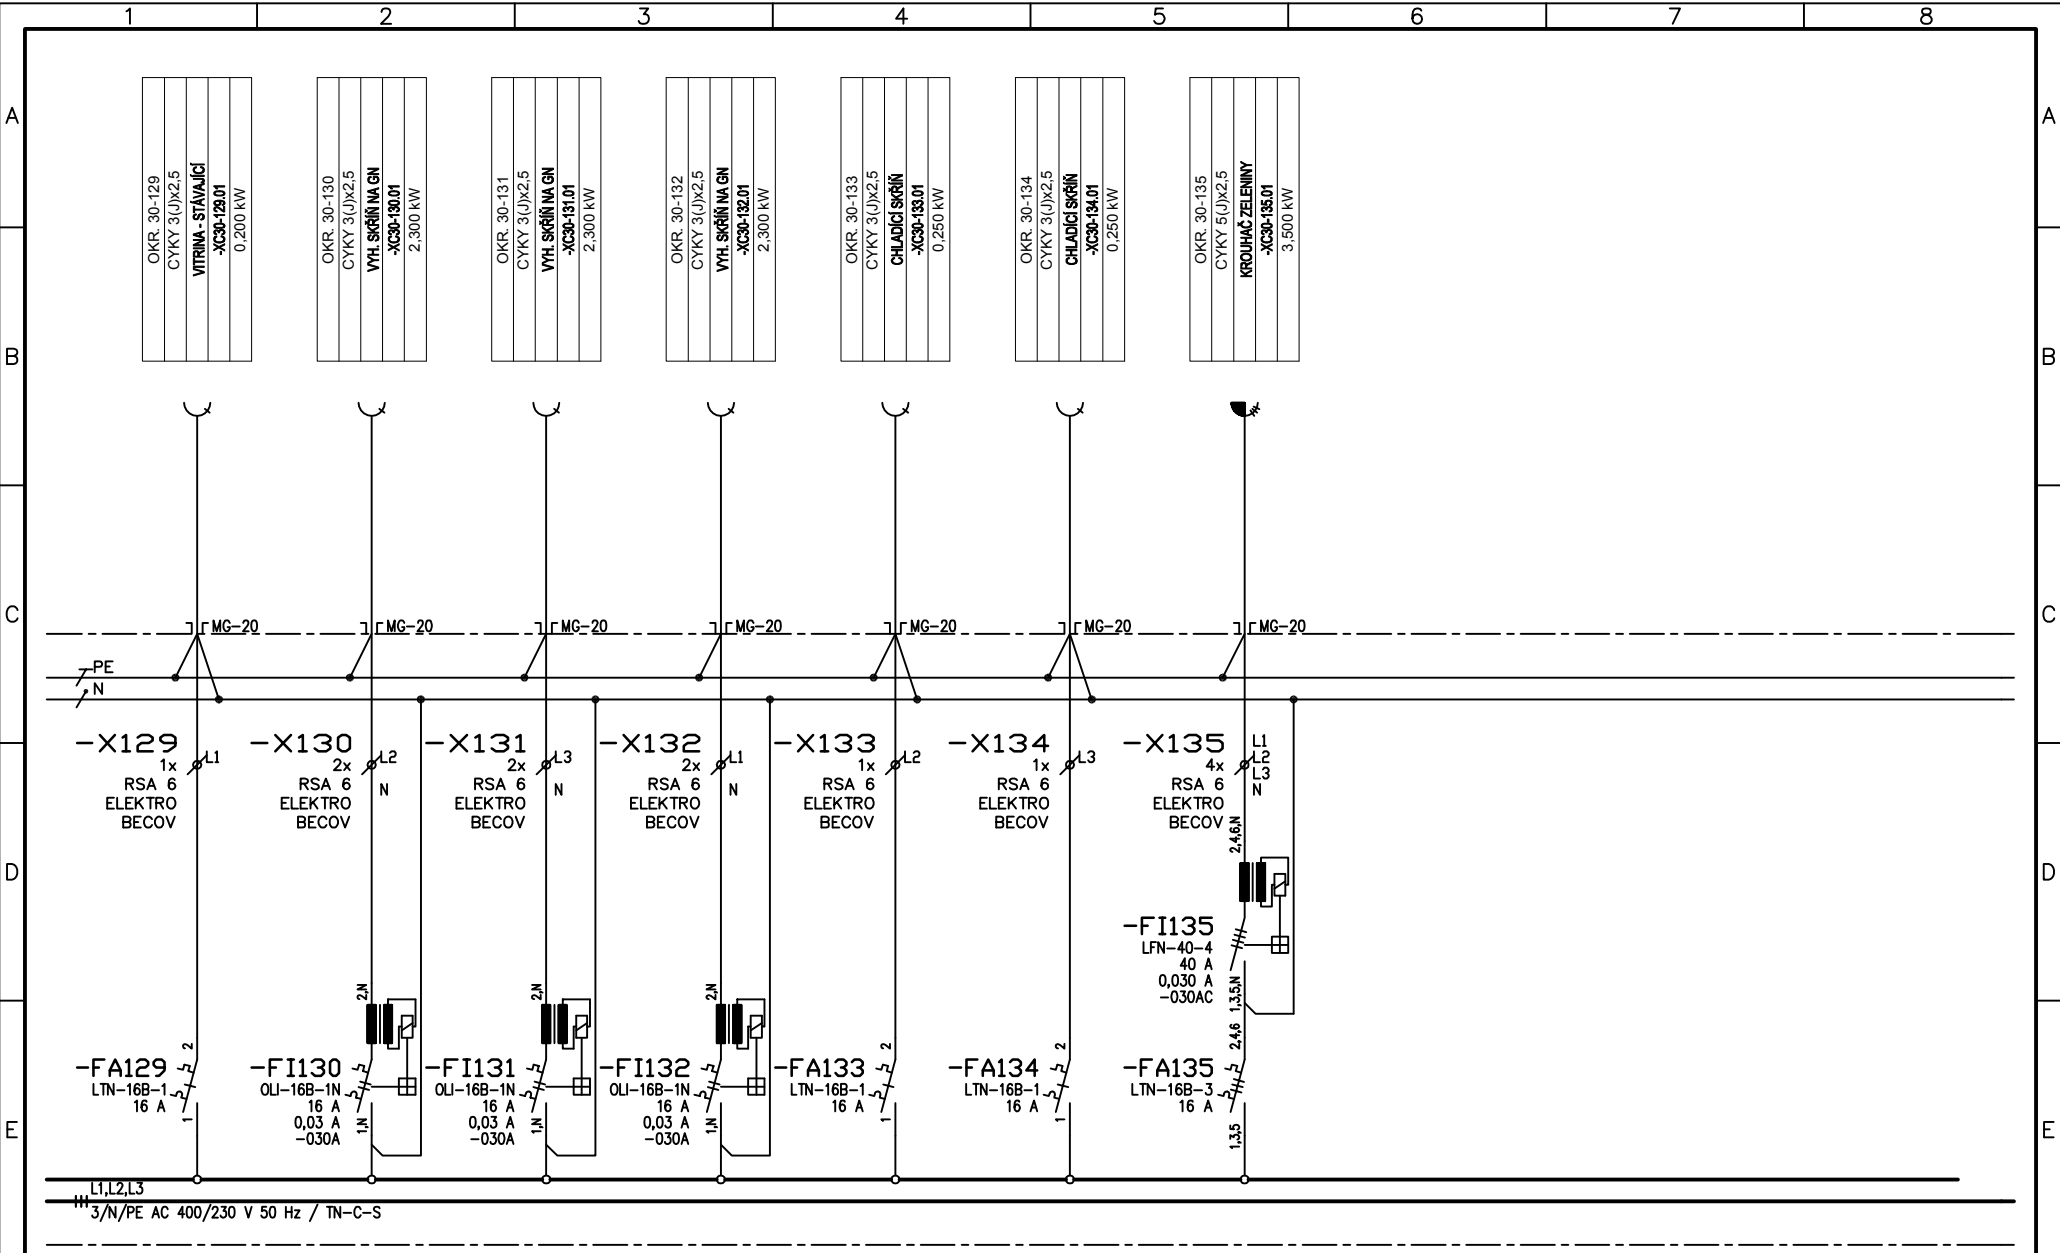 1 2 3 4 5 6 7 8
A A
OKR. 30-129
CYKY 3(J)x2,5
VITRINA - STÁVAJÍCÍ
-XC30-129.01
0,200 kW
OKR. 30-130
CYKY 3(J)x2,5
VYH. SKŘÍŇ NA GN
-XC30-130.01
2,300 kW
OKR. 30-131
CYKY 3(J)x2,5
VYH. SKŘÍŇ NA GN
-XC30-131.01
2,300 kW
OKR. 30-132
CYKY 3(J)x2,5
VYH. SKŘÍŇ NA GN
-XC30-132.01
2,300 kW
OKR. 30-133
CYKY 3(J)x2,5
CHLADÍCÍ SKŘÍŇ
-XC30-133.01
0,250 kW
OKR. 30-134
CYKY 3(J)x2,5
CHLADÍCÍ SKŘÍŇ
-XC30-134.01
0,250 kW
OKR. 30-135
CYKY 5(J)x2,5
KROUHAČ ZELENINY
-XC30-135.01
3,500 kW
B B
C C
MG-20 MG-20 MG-20 MG-20 MG-20 MG-20 MG-20
PE
N
-X129
1x L1
RSA 6
ELEKTRO
BECOV
-X130
2x L2
RSA 6 N
ELEKTRO
BECOV
-X131
2x L3
RSA 6 N
ELEKTRO
BECOV
-X132
2x L1
RSA 6 N
ELEKTRO
BECOV
-X133
1x L2
RSA 6
ELEKTRO
BECOV
-X134
1x L3
RSA 6
ELEKTRO
BECOV
-X135 L1
4x L2
L3
RSA 6 N
ELEKTRO
BECOV
2,4,6,N
D D
-FI135
LFN-40-4
40 A
0,030 A
-030AC
1,3,5,N
2
-FA129
LTN-16B-1
16 A
1
2,N
-FI130
OLI-16B-1N
16 A
0,03 A
-030A
1,N
2,N
-FI131
OLI-16B-1N
16 A
0,03 A
-030A
1,N
2,N
-FI132
OLI-16B-1N
16 A
0,03 A
-030A
1,N
2
-FA133
LTN-16B-1
16 A
1
2
-FA134
LTN-16B-1
16 A
1
2,4,6
-FA135
LTN-16B-3
16 A
1,3,5
E E
L1,L2,L3
3/N/PE AC 400/230 V 50 Hz / TN-C-S